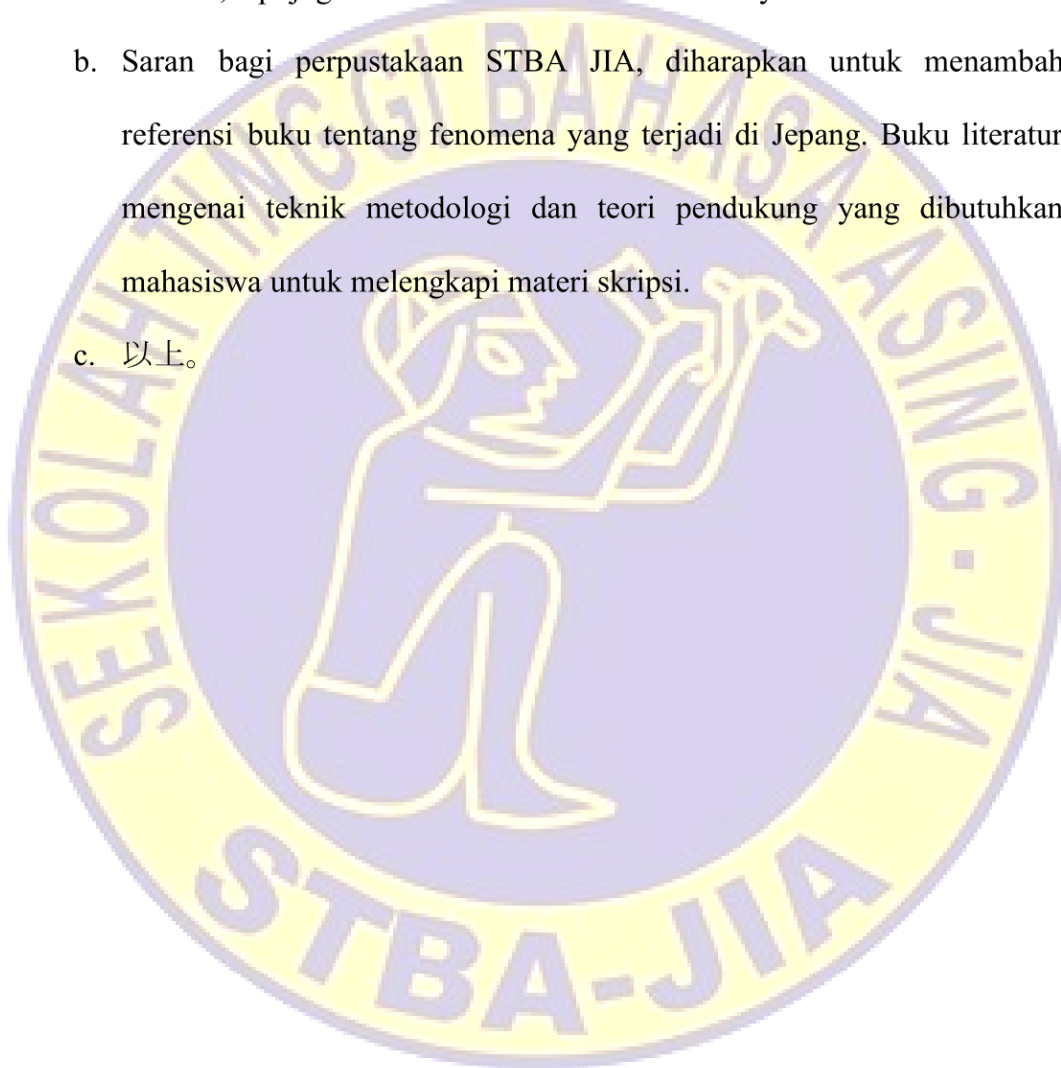 b. Saran bagi perpustakaan STBA JIA, diharapkan untuk menambah
referensi buku tentang fenomena yang terjadi di Jepang. Buku literatur
mengenai teknik metodologi dan teori pendukung yang dibutuhkan
mahasiswa untuk melengkapi materi skripsi.
c. 以上。
SEKOLAH TINGGI BAHASA ASING - JIA
STBA-JIA